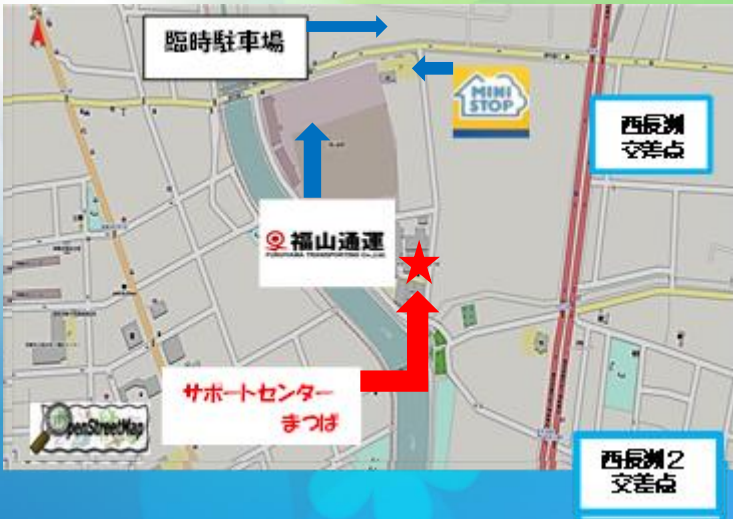 臨時駐車場
MINI
STOP
西長洲
交差点
福山通運
FUKUYAMA TRANSPORTING Co.,Ltd.
サポートセンター
まつば
OpenStreetMap
西長洲2
交差点